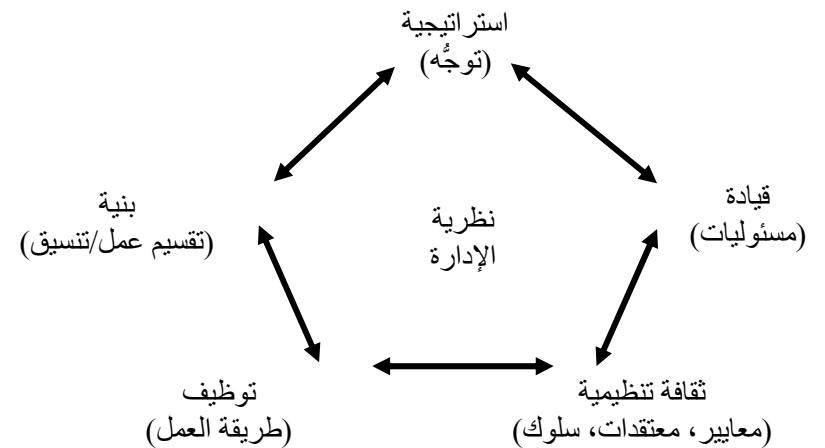 استراتيجية
(توجُّه)
قيادة
(مسئوليات)
بنية
(تقسيم عمل/تنسيق)
نظرية
الإدارة
ثقافة تنظيمية
(معايير، معتقدات، سلوك)
توظيف
(طريقة العمل)